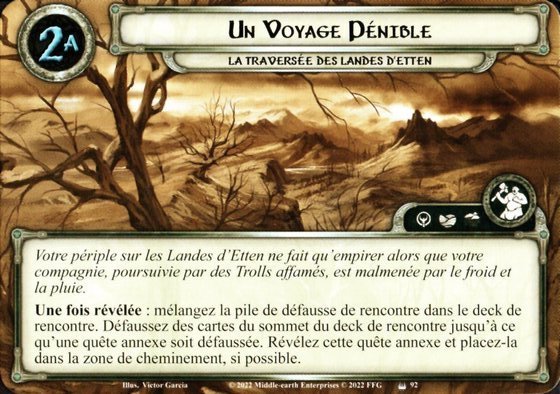 2A
Un Voyage Pénible
La Traversée des Landes d'Etten
Votre périple sur les Landes d'Etten ne fait qu'empirer alors que votre
compagnie, poursuivie par des Trolls affamés, est malmenée par le froid et
la pluie.
Une fois révélée : mélangez la pile de défausse de rencontre dans le deck de
rencontre. Défaussez des cartes du sommet du deck de rencontre jusqu'à ce
qu'une quête annexe soit défaussée. Révélez cette quête annexe et placez-la
dans la zone de cheminement, si possible.
Illus. Victor Garcia © 2022 Middle-earth Enterprises © 2022 FFG 92